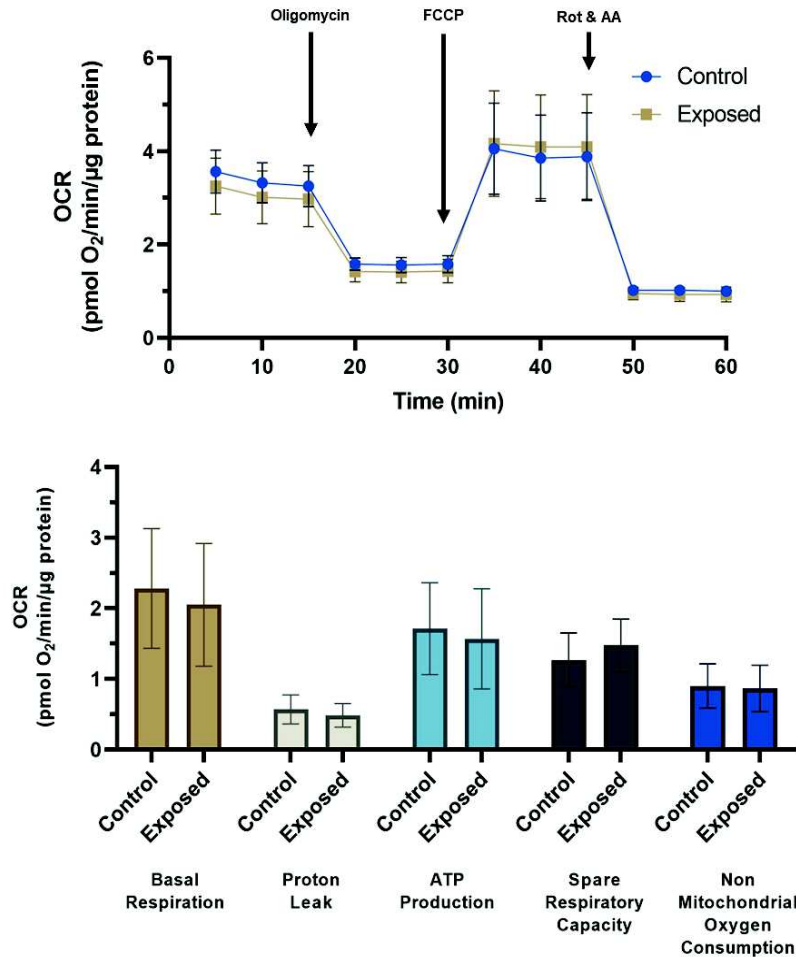 Oligomycin FCCP Rot & AA
6
4
2
0
OCR
(pmol O₂/min/µg protein)
Control
Exposed
0 10 20 30 40 50 60
Time (min)
4
3
2
1
0
OCR
(pmol O₂/min/µg protein)
Control Exposed Control Exposed Control Exposed Control Exposed Control Exposed
Basal Proton ATP Spare Non
Respiration Leak Production Respiratory Mitochondrial
Capacity Oxygen
Consumption